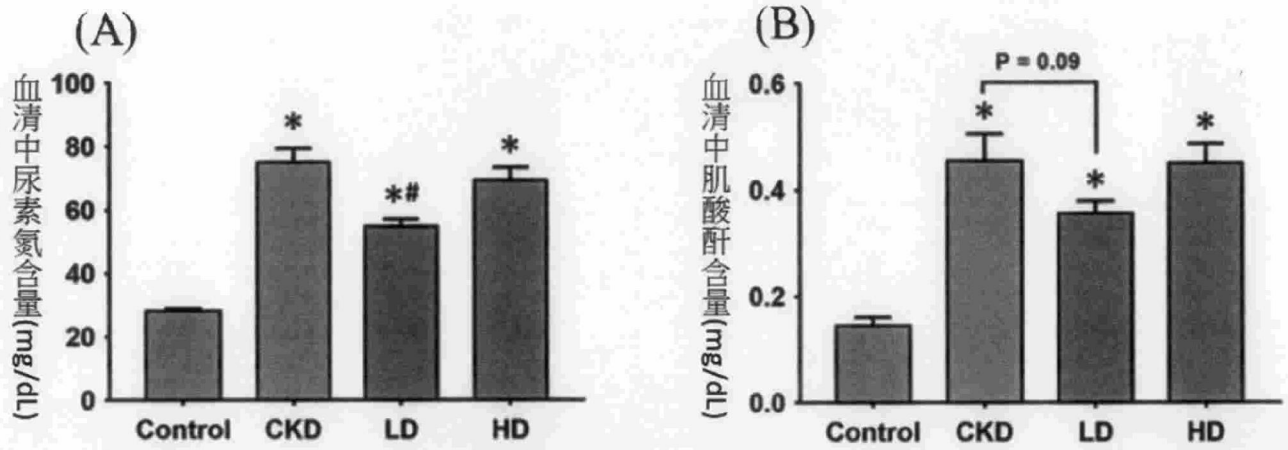 (A)
血清中尿素氮含量(mg/dL)
100
80
60
40
20
0
*
*#
*
Control CKD LD HD
(B)
血清中肌酸酐含量(mg/dL)
0.6
0.4
0.2
0.0
P = 0.09
*
*
*
Control CKD LD HD